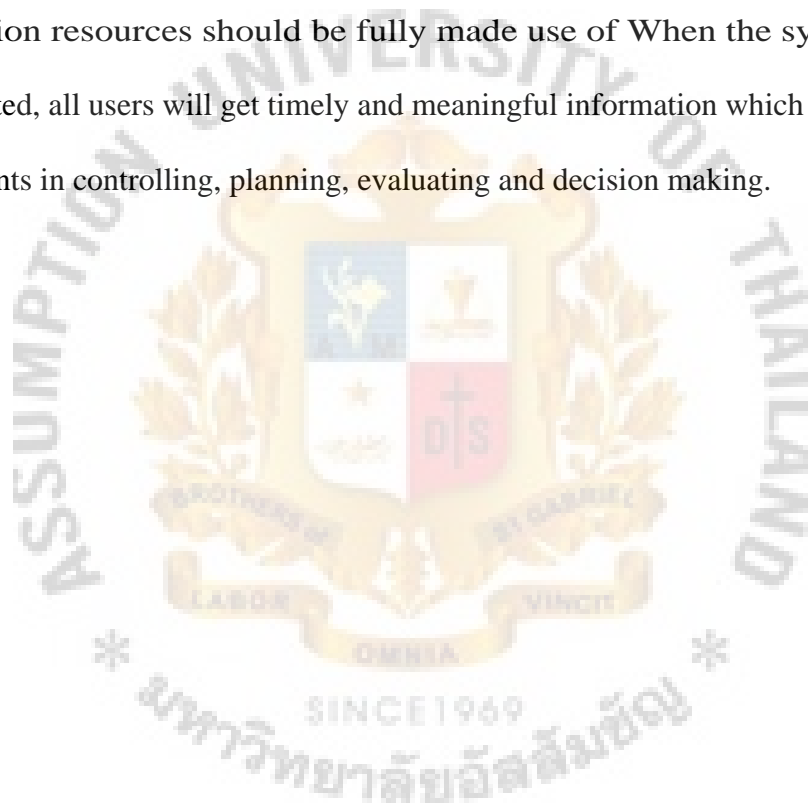 ion resources should be fully made use of When the sy
ted, all users will get timely and meaningful information which
nts in controlling, planning, evaluating and decision making.
ASSUMPTION UNIVERSITY OF THAILAND
A M
D S
BROTHERS of ST GABRIEL
LABOR VINCIT
OMNIA
SINCE1969
มหาวิทยาลัยอัสสัมชัญ